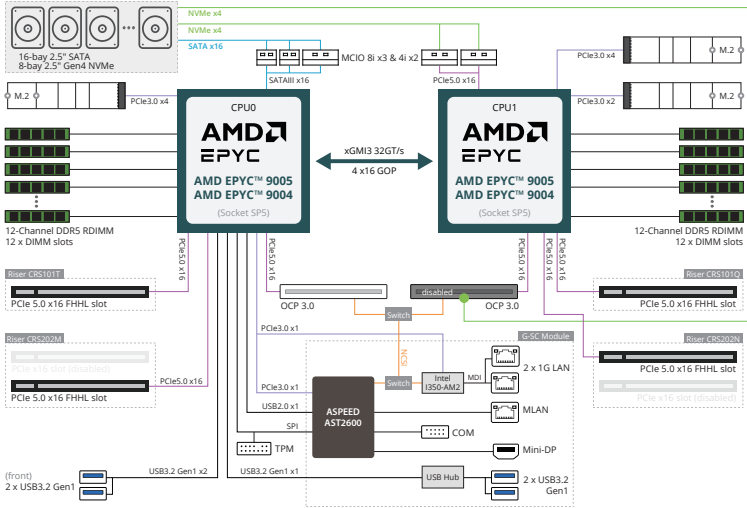 NVMe x4
NVMe x4
SATA x16
16-bay 2.5" SATA
8-bay 2.5" Gen4 NVMe
MCIO 8i x3 & 4i x2
SATAIII x16
PCIe5.0 x16
PCIe3.0 x4
M.2
M.2
PCIe3.0 x4
PCIe3.0 x2
M.2
CPU0
AMD
EPYC
AMD EPYC™ 9005
AMD EPYC™ 9004
(Socket SP5)
xGMI3 32GT/s
4 x16 GOP
CPU1
AMD
EPYC
AMD EPYC™ 9005
AMD EPYC™ 9004
(Socket SP5)
12-Channel DDR5 RDIMM
12 x DIMM slots
12-Channel DDR5 RDIMM
12 x DIMM slots
PCIe5.0 x16
PCIe5.0 x16
PCIe5.0 x16
PCIe5.0 x16
Riser CRS101T
PCIe 5.0 x16 FHHL slot
OCP 3.0
disabled
OCP 3.0
Riser CRS101Q
PCIe 5.0 x16 FHHL slot
Switch
PCIe3.0 x1
G-SC Module
Riser CRS202M
PCIe x16 slot (disabled)
PCIe 5.0 x16 FHHL slot
PCIe5.0 x16
NCSI
Riser CRS202N
PCIe 5.0 x16 FHHL slot
PCIe x16 slot (disabled)
PCIe3.0 x1
Switch
Intel
I350-AM2
MDI
2 x 1G LAN
USB2.0 x1
ASPEED
AST2600
MLAN
SPI
COM
TPM
Mini-DP
(front)
2 x USB3.2 Gen1
USB3.2 Gen1 x2
USB3.2 Gen1 x1
USB Hub
2 x USB3.2
Gen1